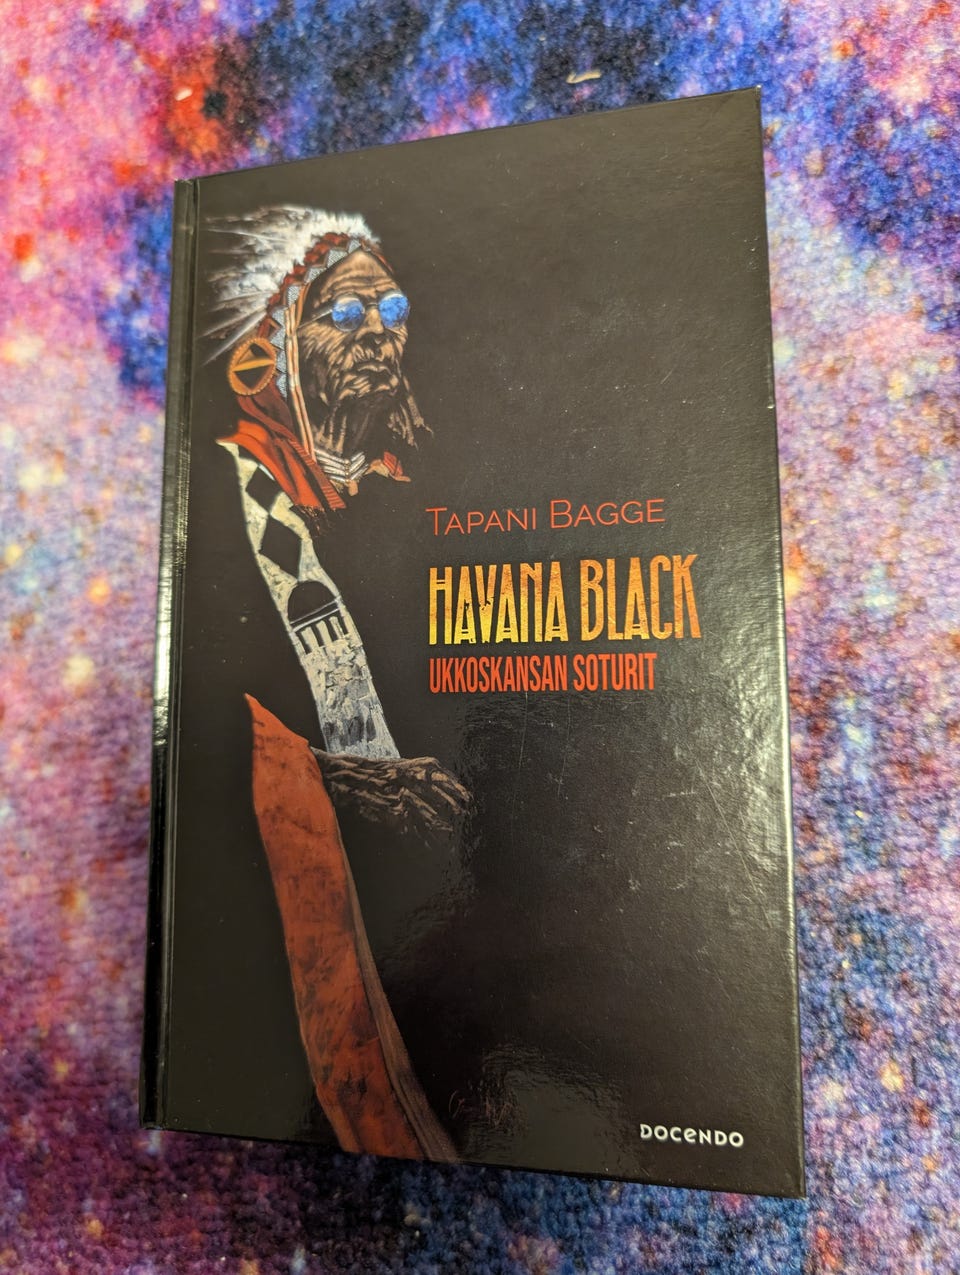 TAPANI BAGGE
HAVANA BLACK
UKKOSKANSAN SOTURIT
DOCENDO